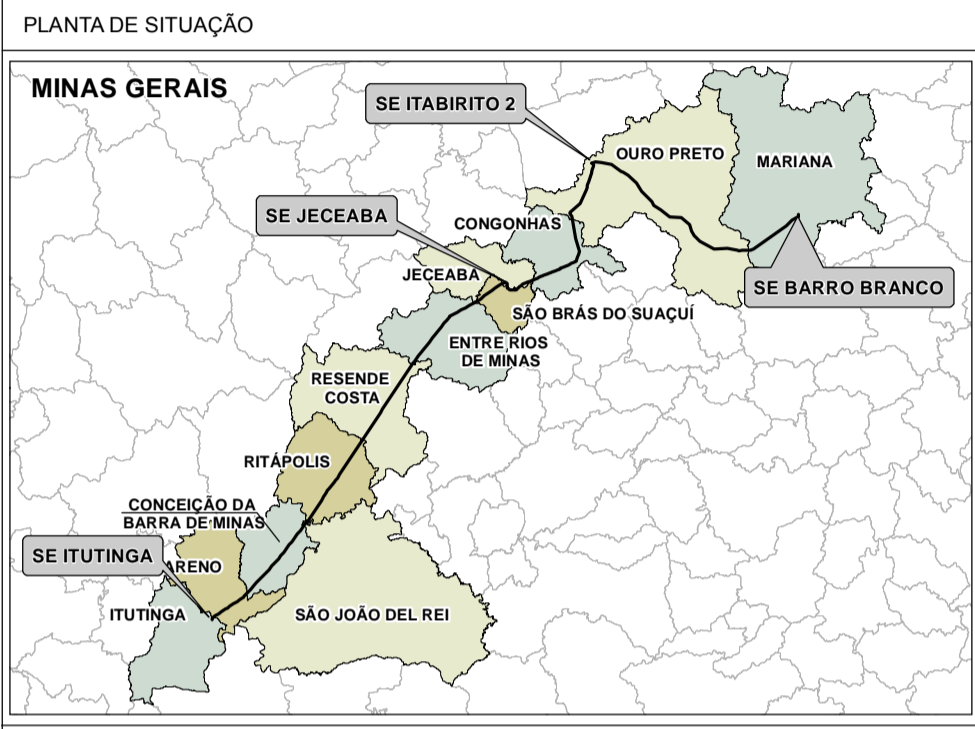 PLANTA DE SITUAÇÃO
MINAS GERAIS
SE ITABIRITO 2
OURO PRETO
MARIANA
SE JECEABA
CONGONHAS
JECEABA
SE BARRO BRANCO
SÃO BRÁS DO SUAÇUÍ
ENTRE RIOS
DE MINAS
RESENDE
COSTA
RITÁPOLIS
CONCEIÇÃO DA
BARRA DE MINAS
SE ITUTINGA
ARENO
ITUTINGA
SÃO JOÃO DEL REI